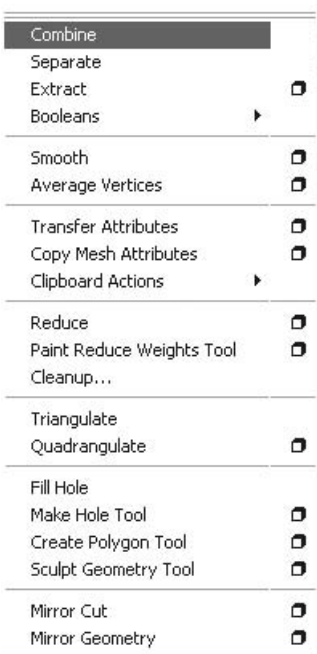 Combine
Separate
Extract
Booleans
Smooth
Average Vertices
Transfer Attributes
Copy Mesh Attributes
Clipboard Actions
Reduce
Paint Reduce Weights Tool
Cleanup...
Triangulate
Quadrangulate
Fill Hole
Make Hole Tool
Create Polygon Tool
Sculpt Geometry Tool
Mirror Cut
Mirror Geometry